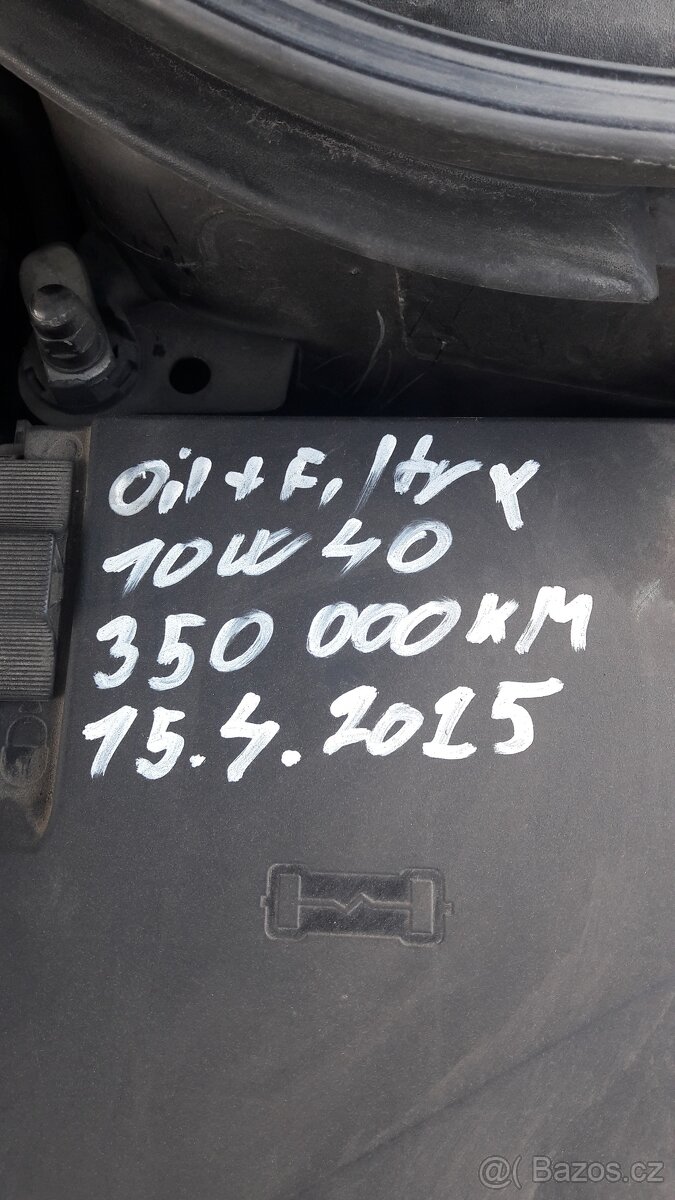 Oil + Filtry
10W40
350 000 KM
15.4.2015
@( Bazos.cz